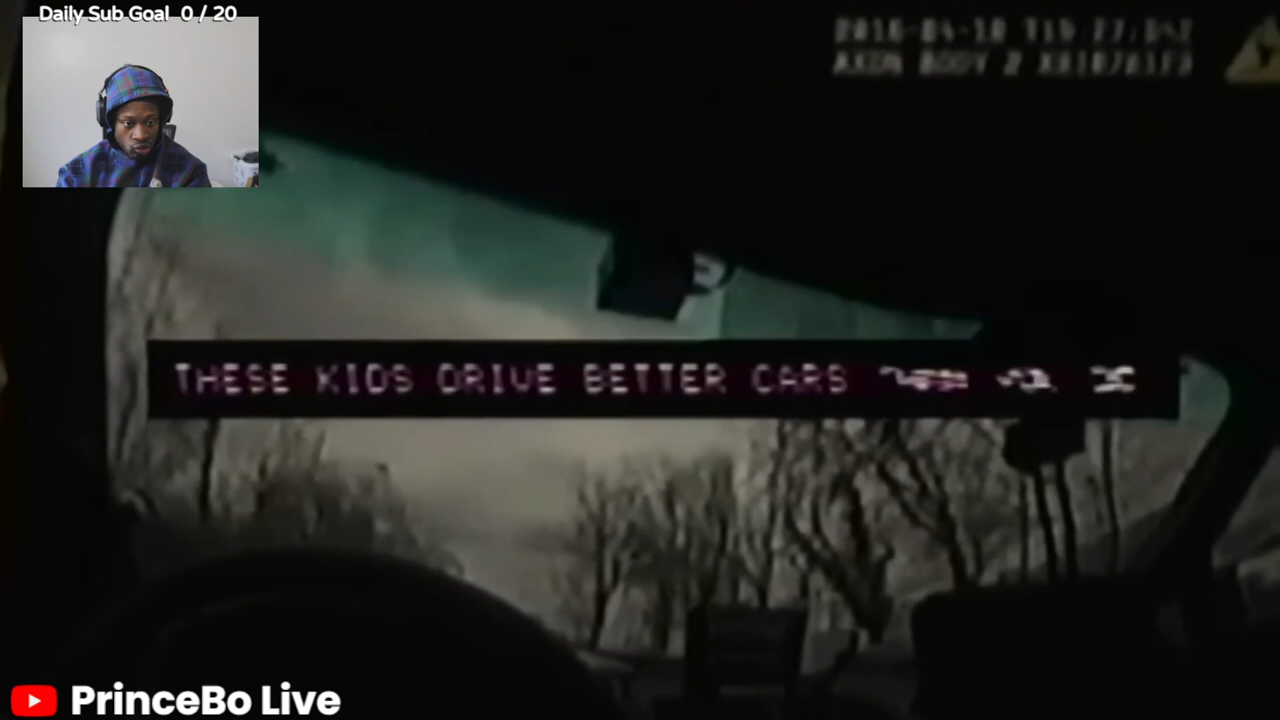 Daily Sub Goal 0 / 20
AXON BODY 2
THESE KIDS DRIVE BETTER CARS
PrinceBo Live